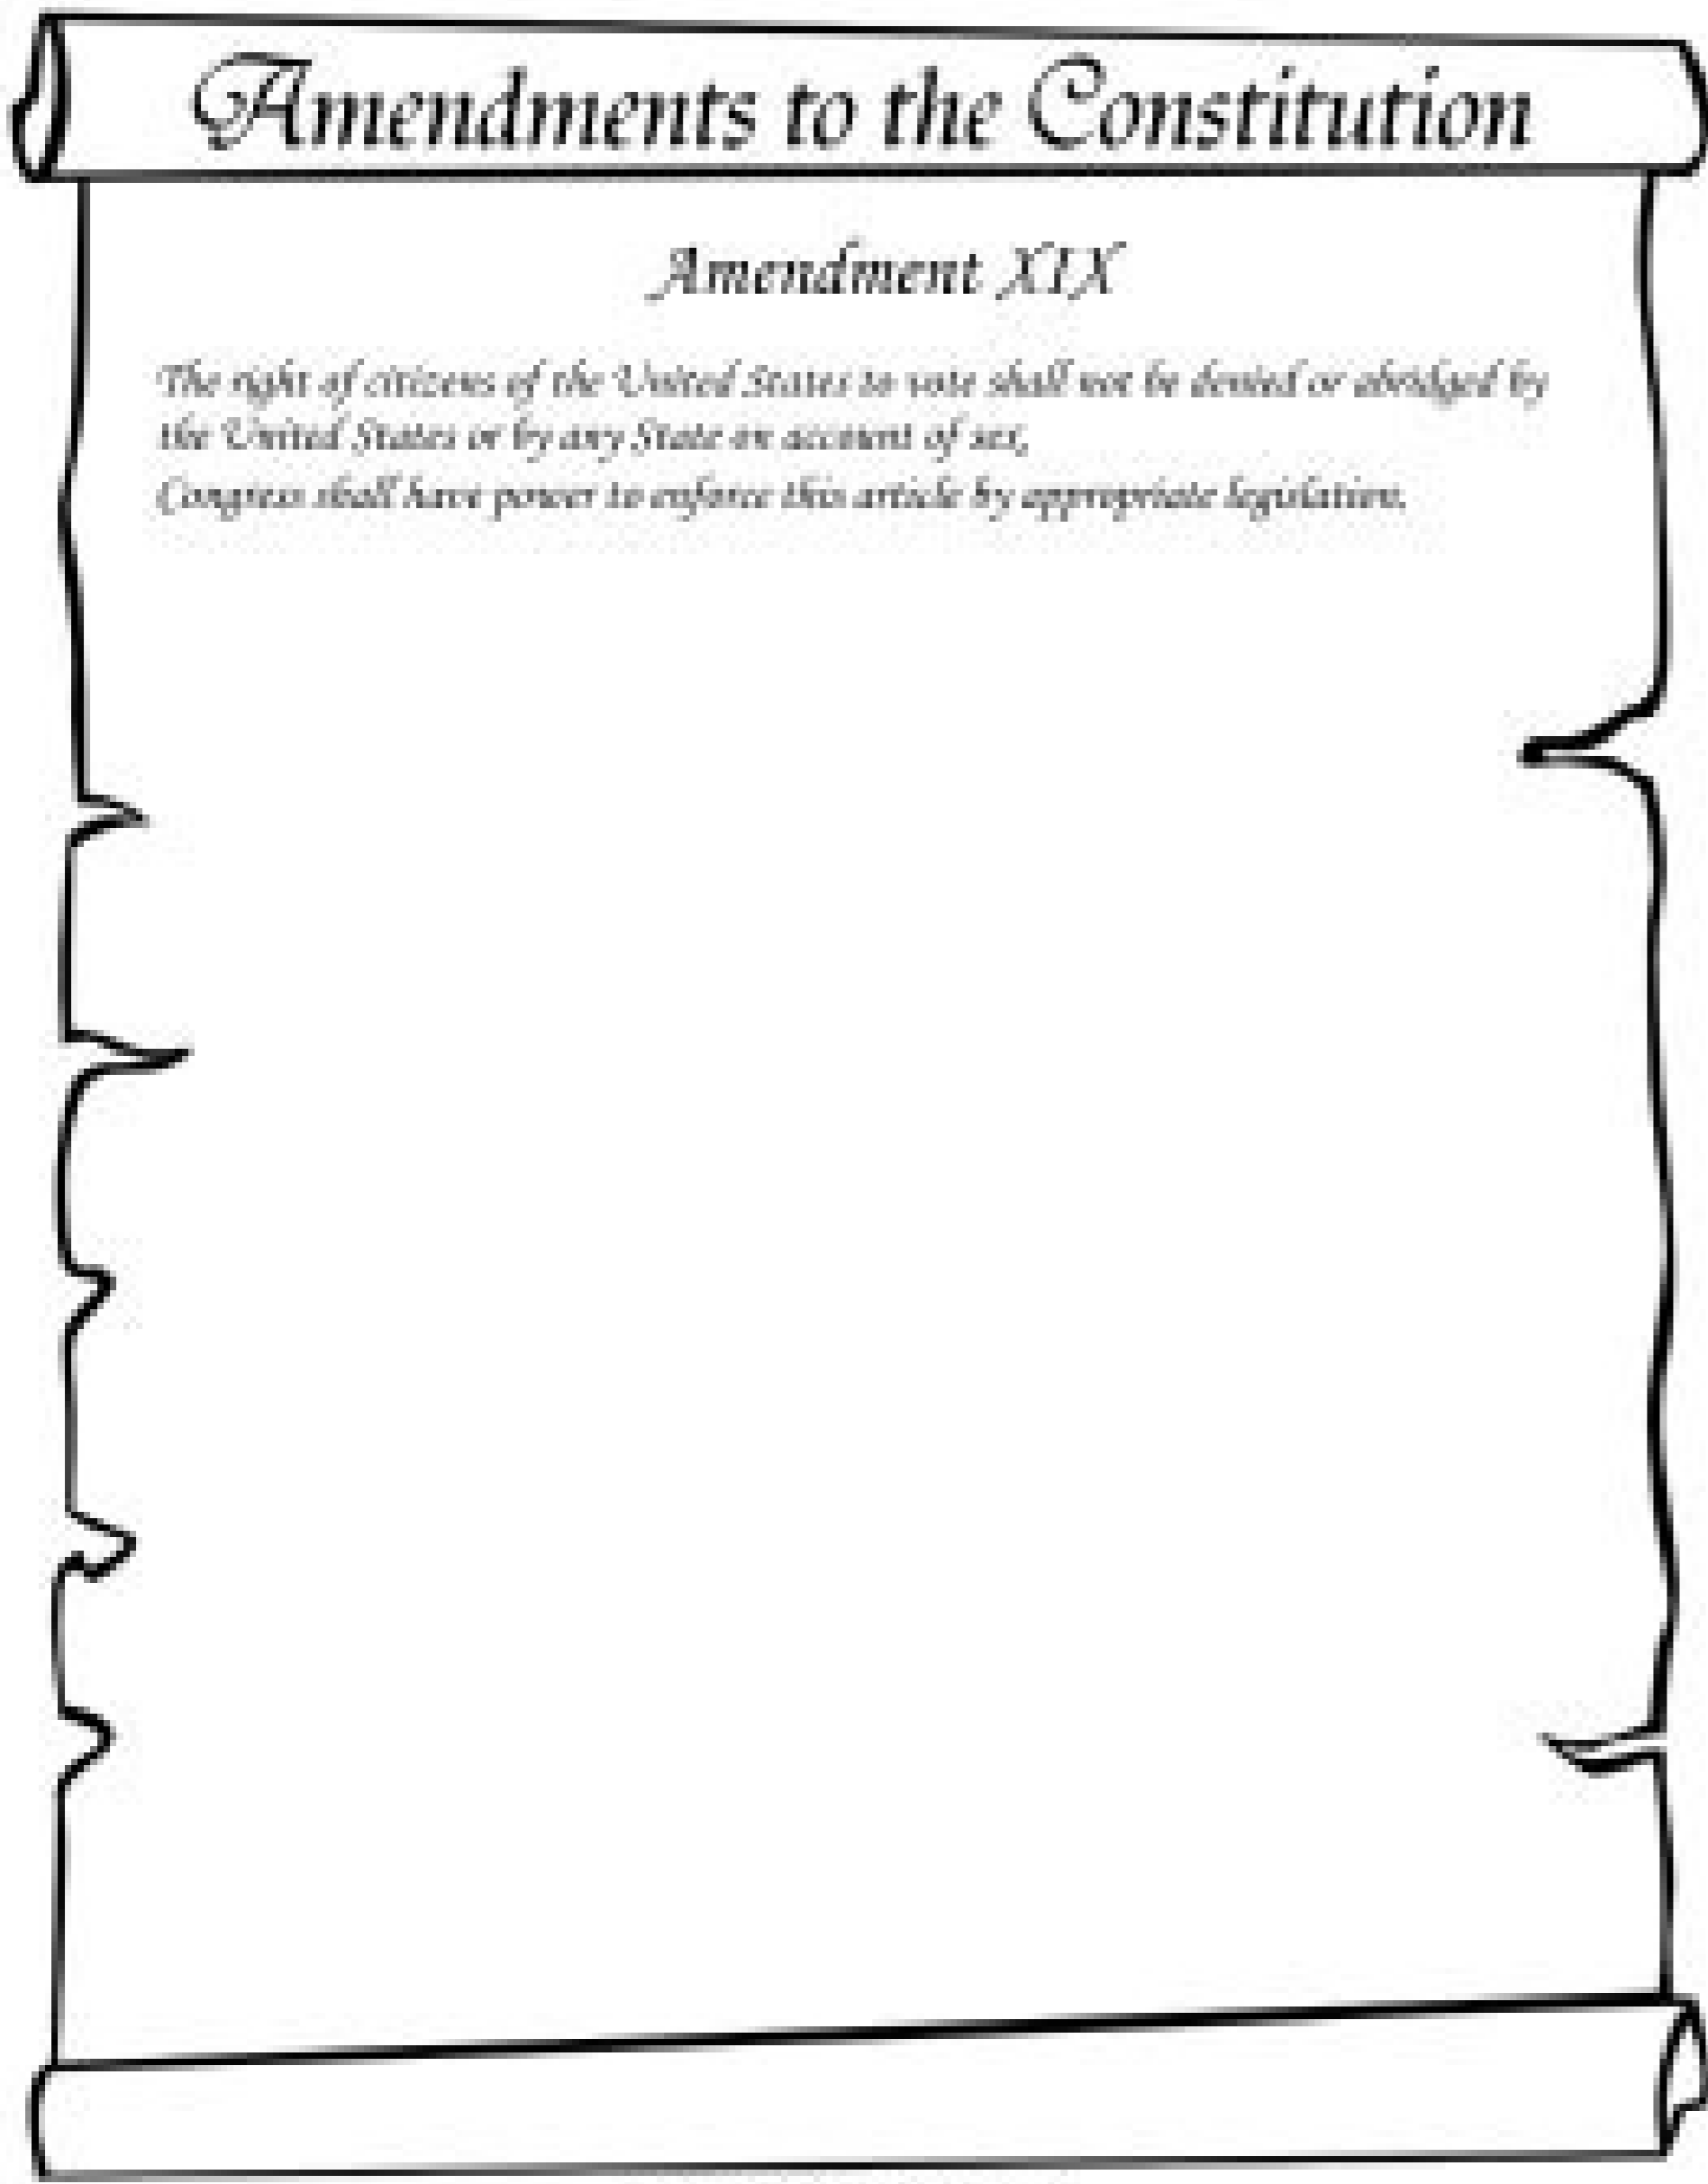 Amendments to the Constitution
Amendment XIX
The right of citizens of the United States to vote shall not be denied or abridged by
the United States or by any State on account of sex.
Congress shall have power to enforce this article by appropriate legislation.